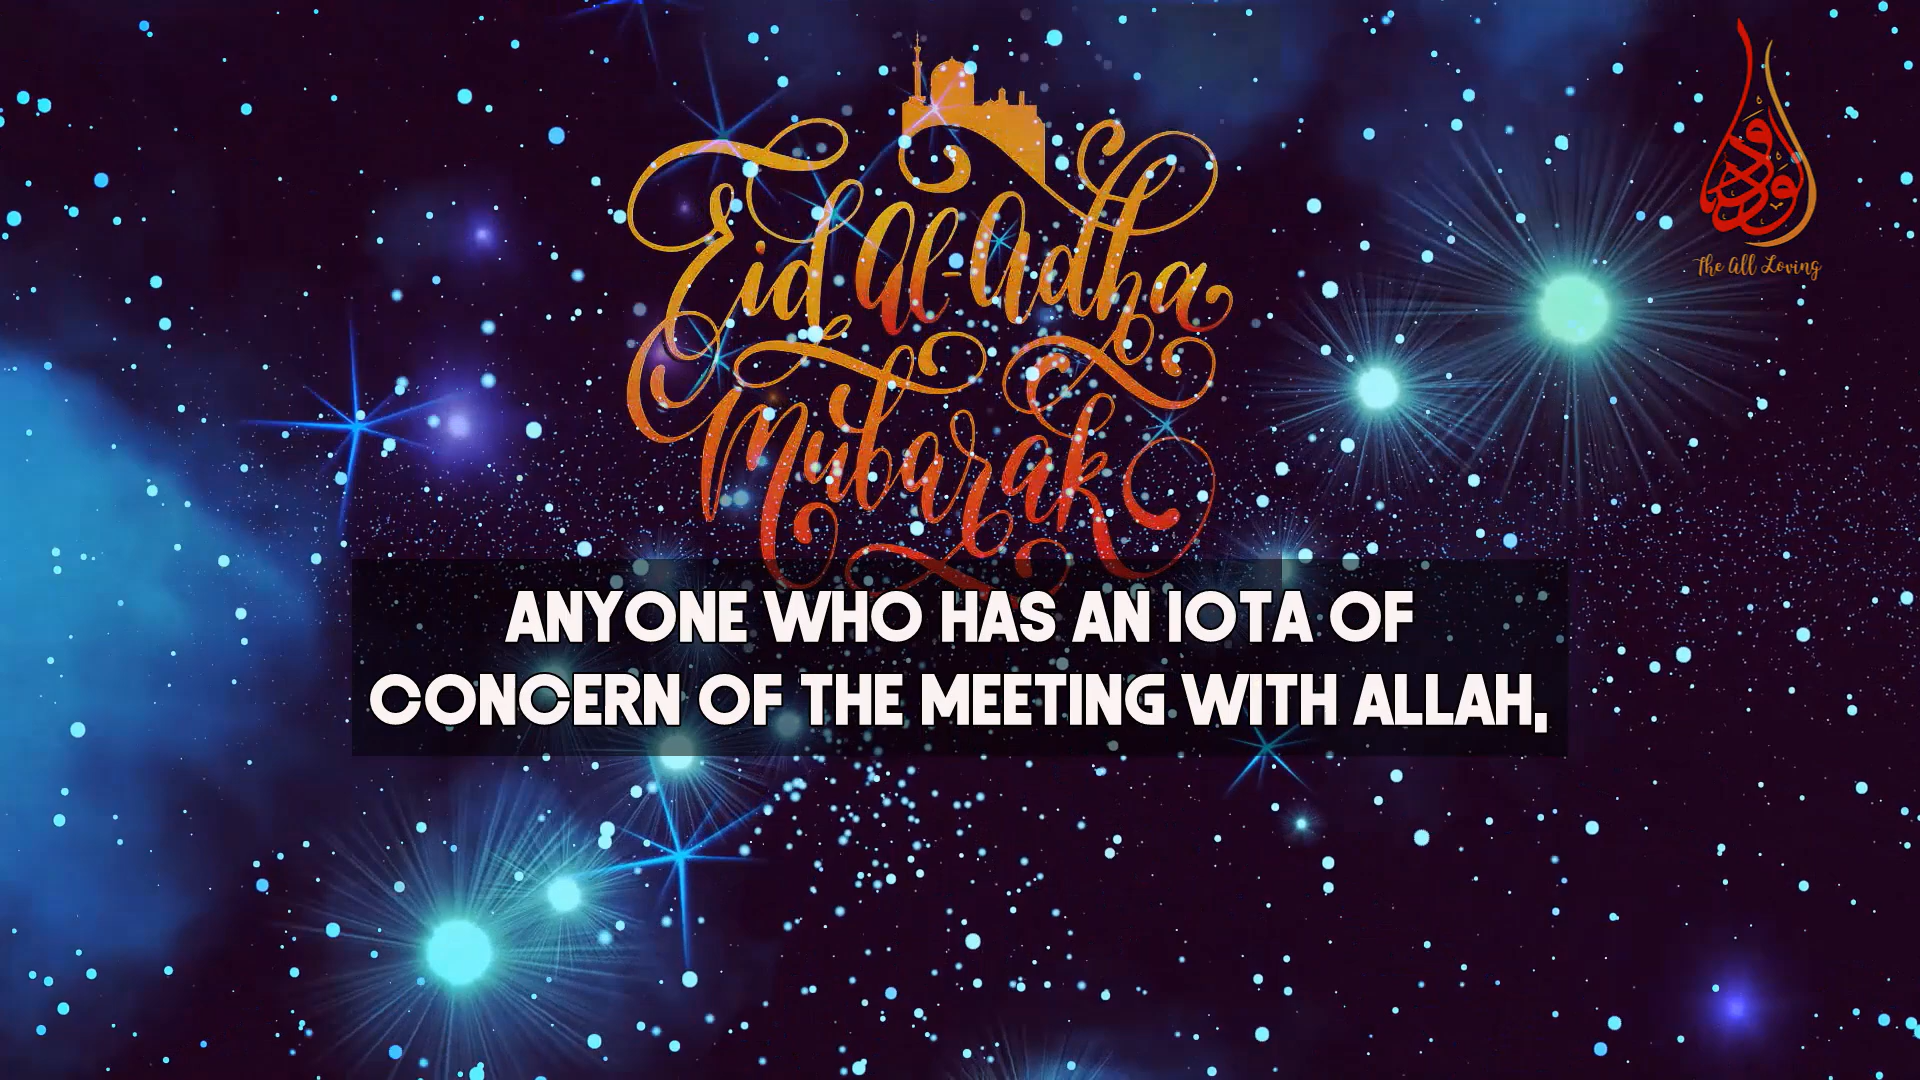 Eid Al-Adha
Mubarak
الودود
The All Loving
ANYONE WHO HAS AN IOTA OF
CONCERN OF THE MEETING WITH ALLAH,